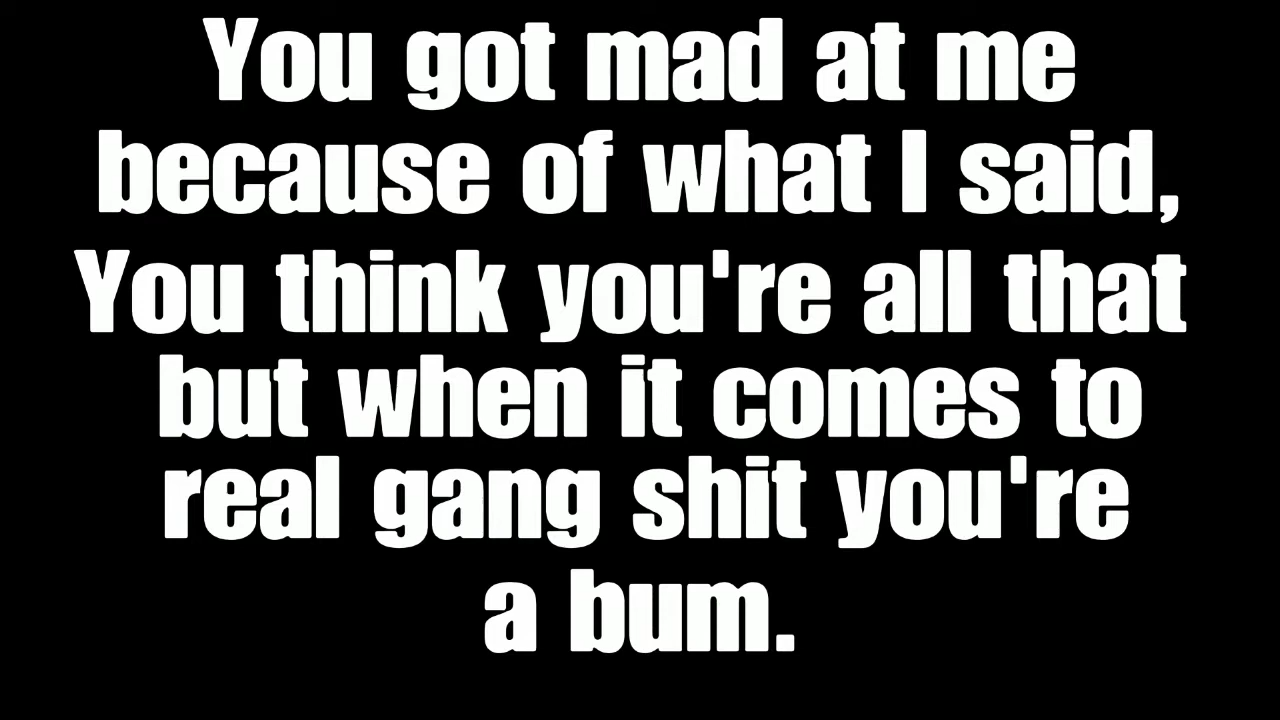 You got mad at me
because of what I said,
You think you're all that
but when it comes to
real gang shit you're
a bum.